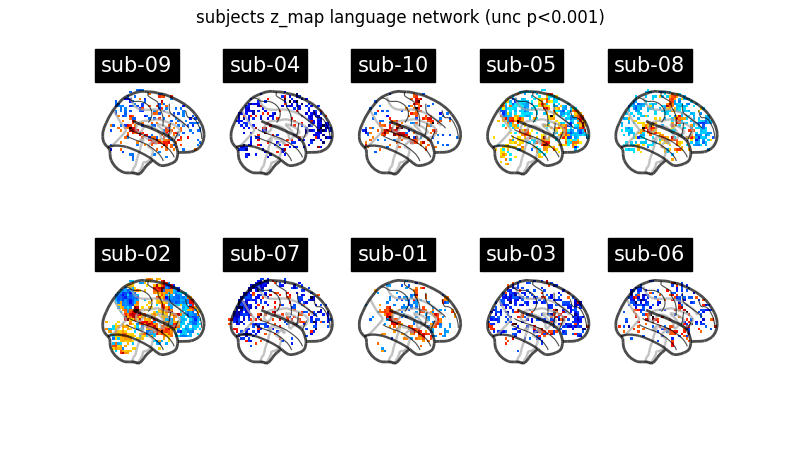 subjects z_map language network (unc p<0.001)
sub-09
sub-04
sub-10
sub-05
sub-08
sub-02
sub-07
sub-01
sub-03
sub-06